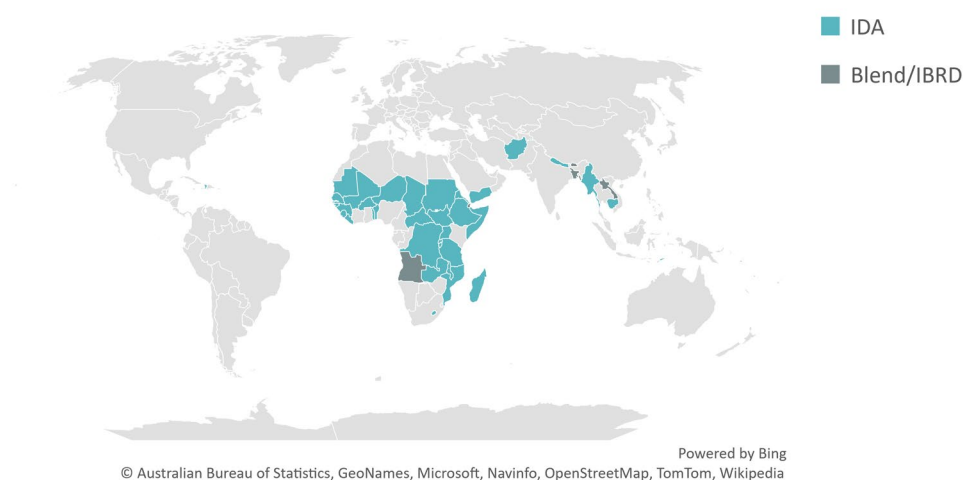 IDA
Blend/IBRD
Powered by Bing
© Australian Bureau of Statistics, GeoNames, Microsoft, Navinfo, OpenStreetMap, TomTom, Wikipedia